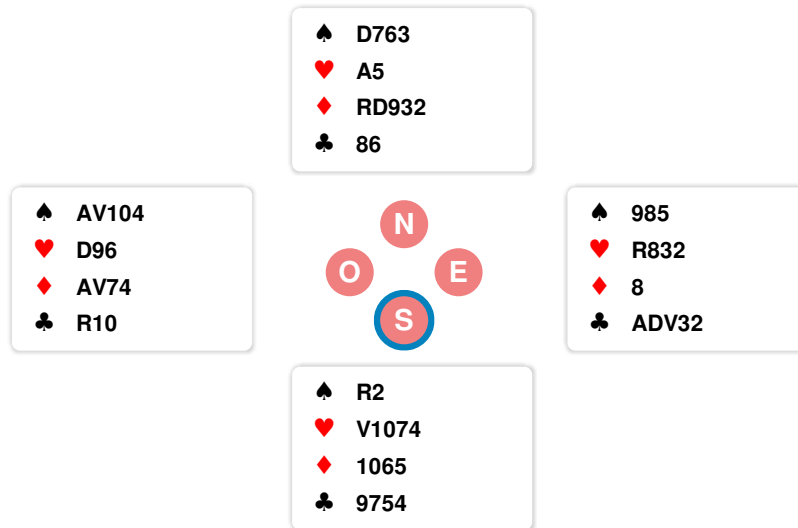 ♠ D763
♥ A5
♦ RD932
♣ 86
♠ AV104
♥ D96
♦ AV74
♣ R10
N
O
E
S
♠ 985
♥ R832
♦ 8
♣ ADV32
♠ R2
♥ V1074
♦ 1065
♣ 9754